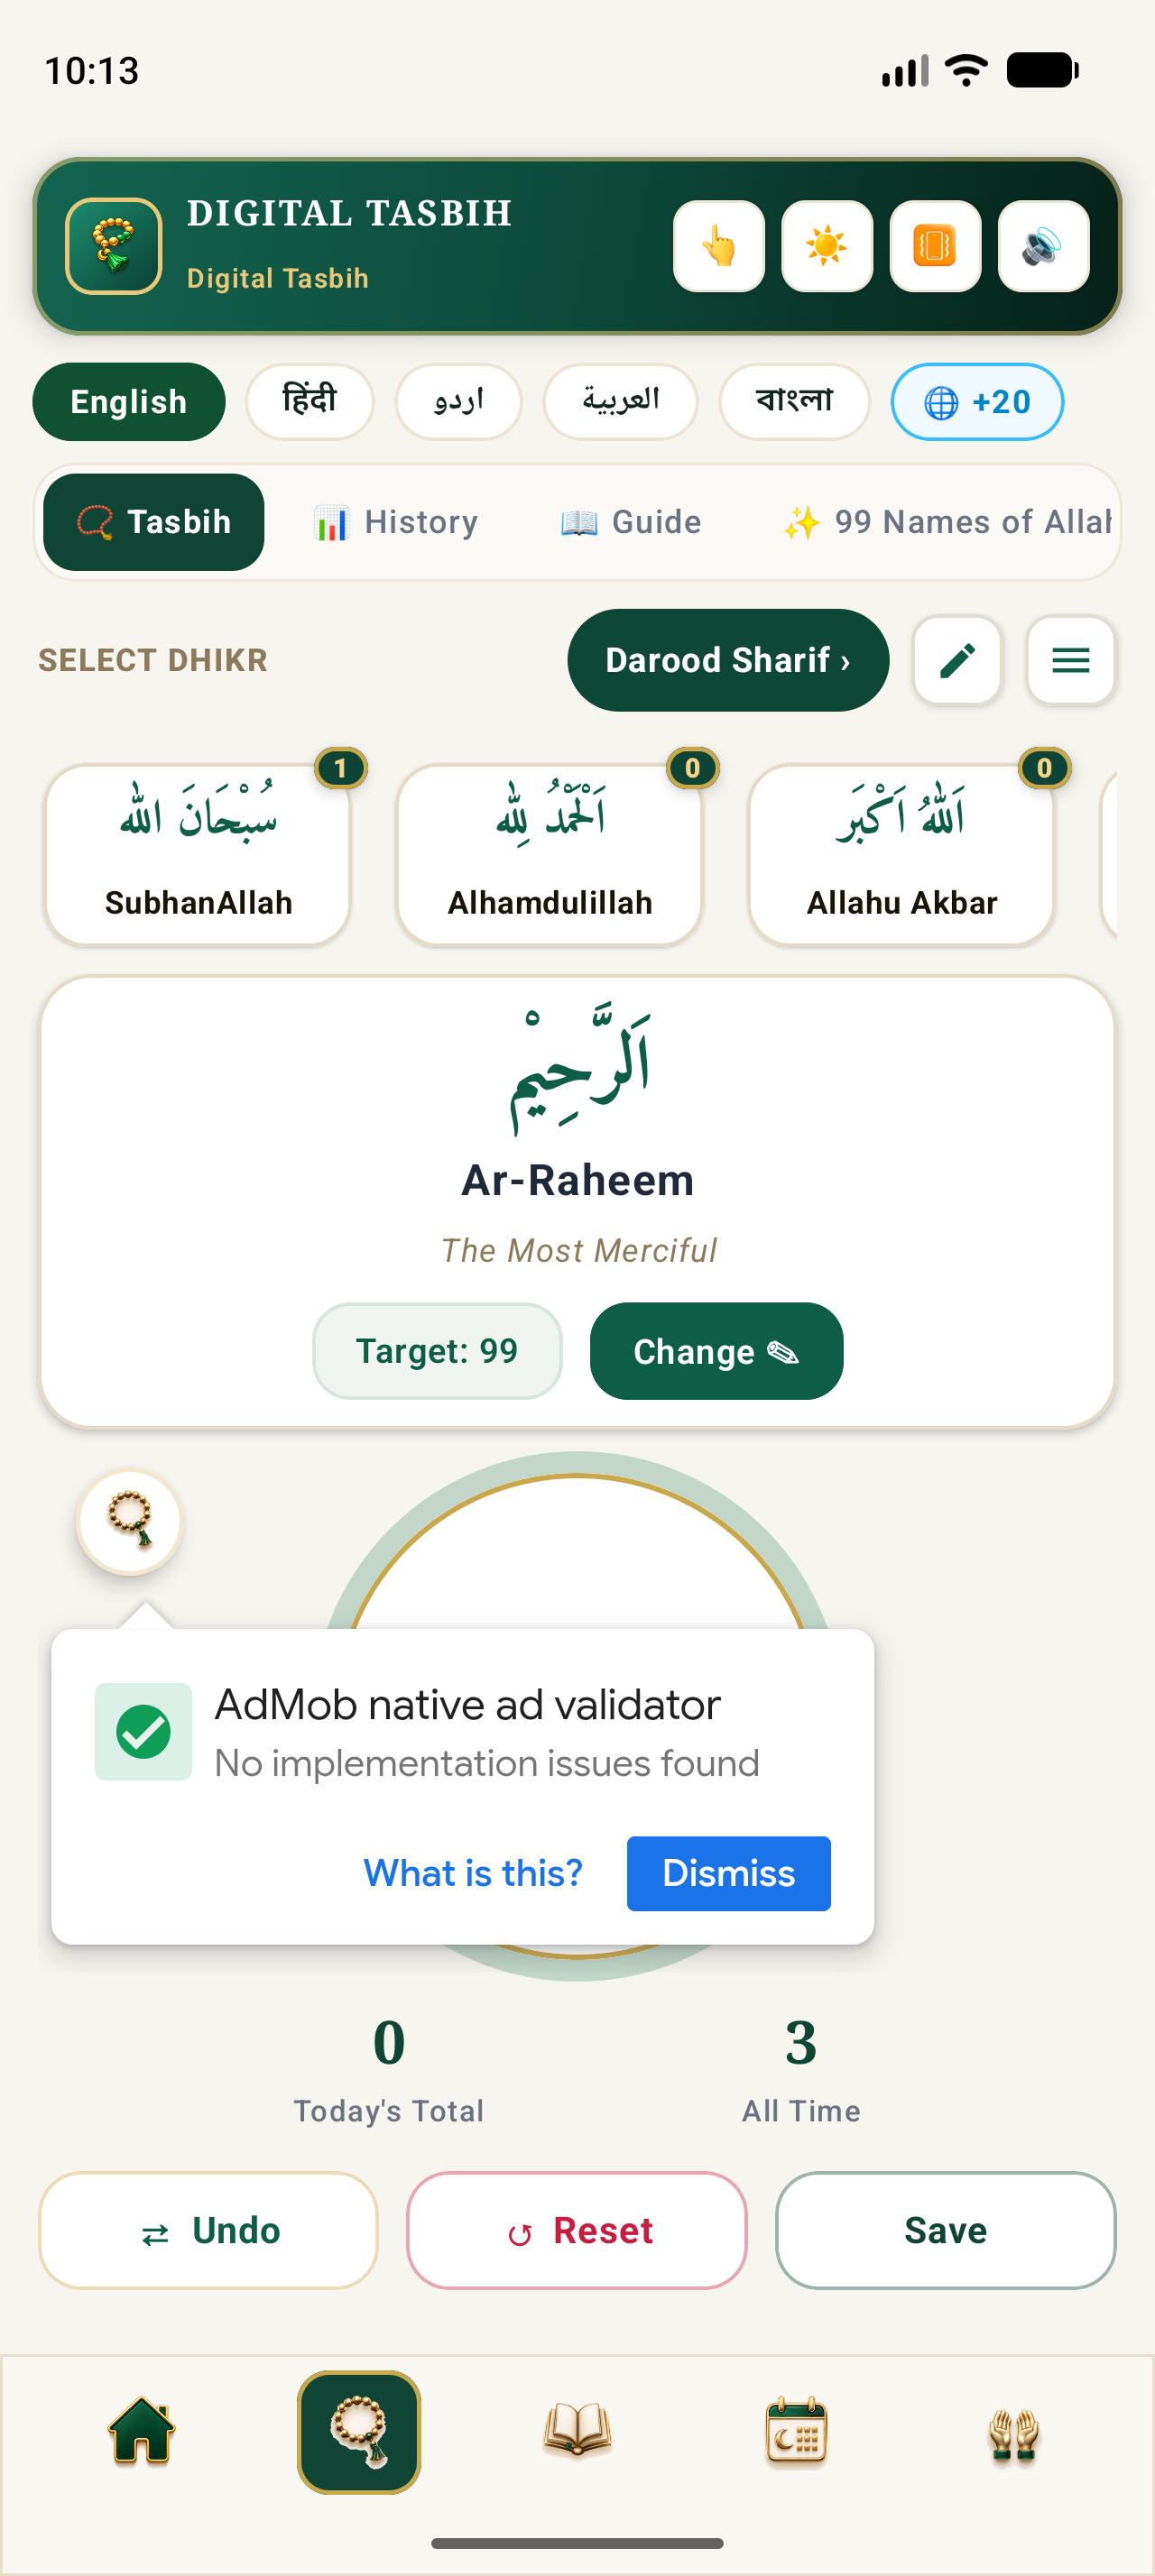 10:13
DIGITAL TASBIH
Digital Tasbih
English हिंदी اردو العربية বাংলা +20
Tasbih History Guide 99 Names of Allah
SELECT DHIKR Darood Sharif ›
1 0 0
سُبْحَانَ اللّٰه اَلْحَمْدُ لِلّٰه اَللّٰهُ اَكْبَر
SubhanAllah Alhamdulillah Allahu Akbar
اَلرَّحِيْم
Ar-Raheem
The Most Merciful
Target: 99 Change
AdMob native ad validator
No implementation issues found
What is this? Dismiss
0 3
Today's Total All Time
Undo Reset Save